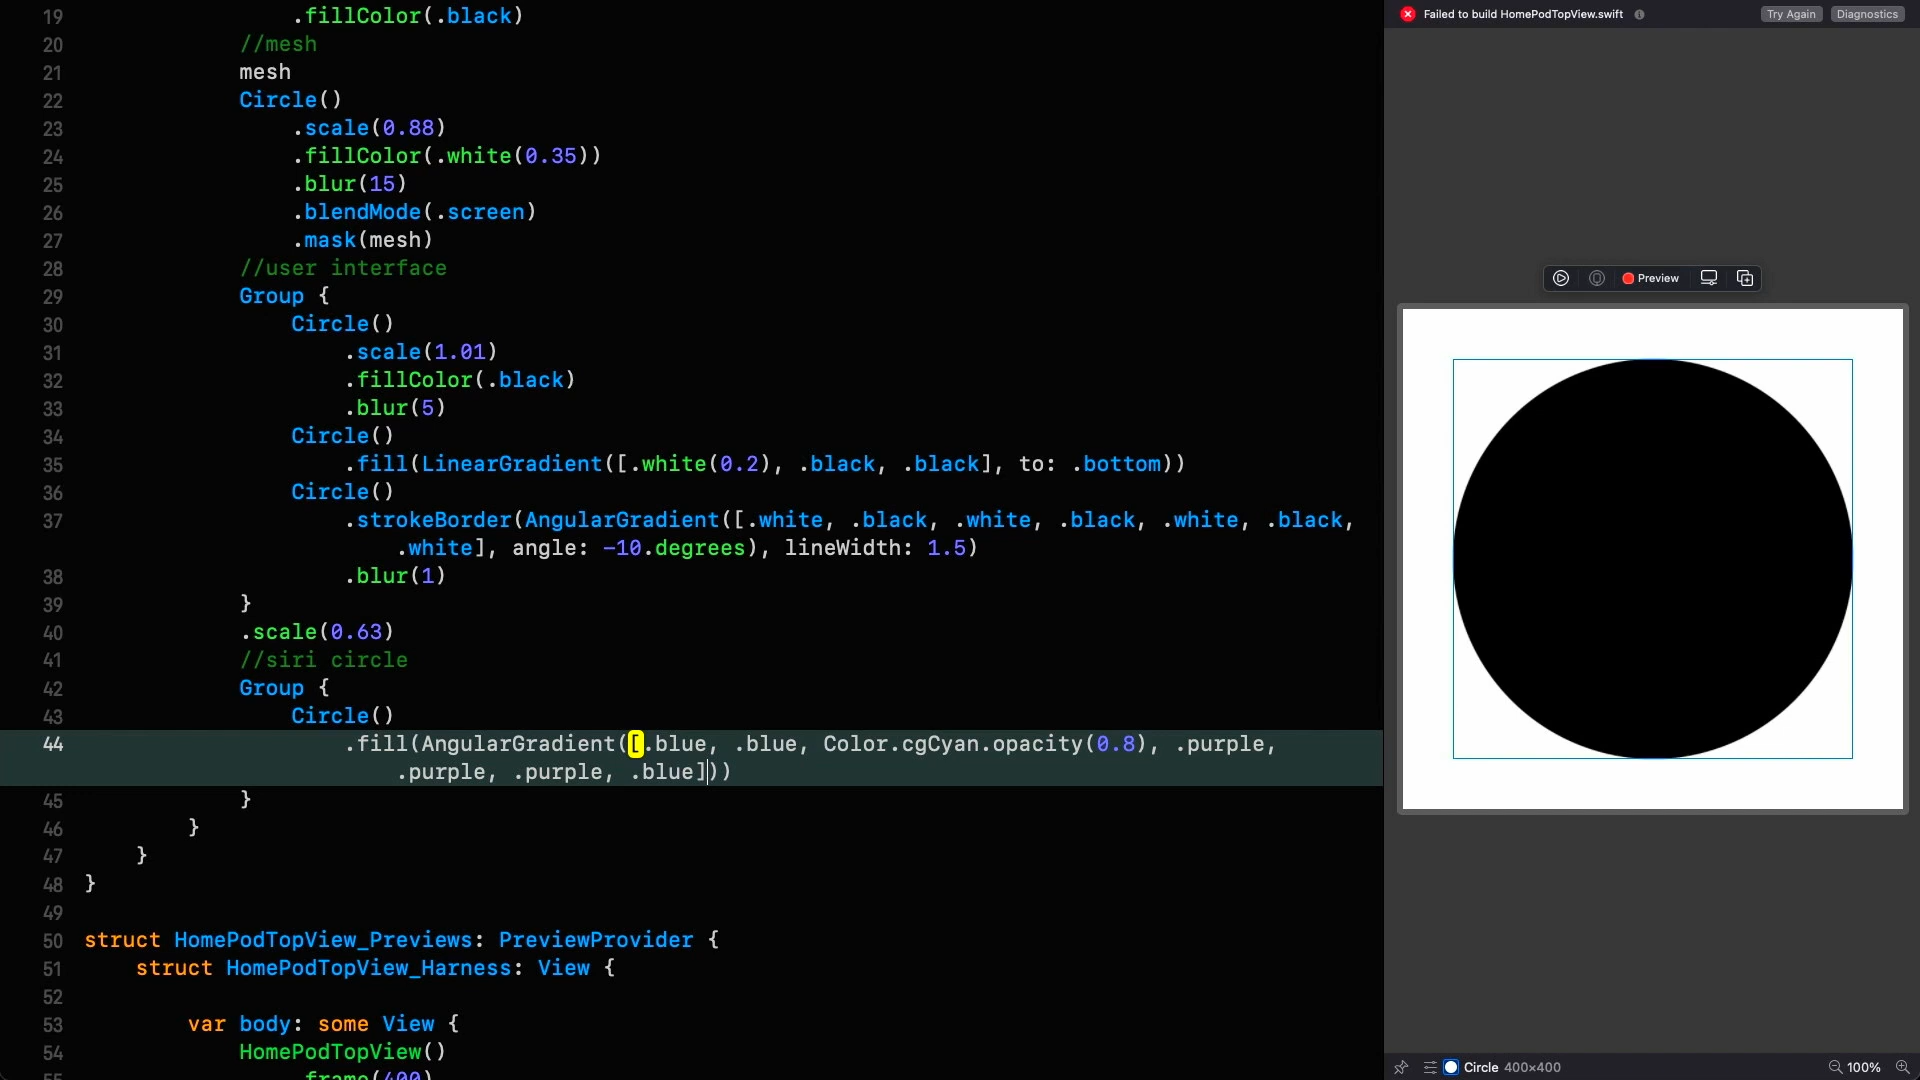 19 .fillColor(.black)
20 //mesh
21 mesh
22 Circle()
23 .scale(0.88)
24 .fillColor(.white(0.35))
25 .blur(15)
26 .blendMode(.screen)
27 .mask(mesh)
28 //user interface
29 Group {
30 Circle()
31 .scale(1.01)
32 .fillColor(.black)
33 .blur(5)
34 Circle()
35 .fill(LinearGradient([.white(0.2), .black, .black], to: .bottom))
36 Circle()
37 .strokeBorder(AngularGradient([.white, .black, .white, .black, .white, .black,
.white], angle: -10.degrees), lineWidth: 1.5)
38 .blur(1)
39 }
40 .scale(0.63)
41 //siri circle
42 Group {
43 Circle()
44 .fill(AngularGradient([.blue, .blue, Color.cgCyan.opacity(0.8), .purple,
.purple, .purple, .blue]))
45 }
46 }
47 }
48 }
49
50 struct HomePodTopView_Previews: PreviewProvider {
51 struct HomePodTopView_Harness: View {
52
53 var body: some View {
54 HomePodTopView()
55 .frame(400)
Failed to build HomePodTopView.swift
Try Again
Diagnostics
Preview
Circle 400×400
100%